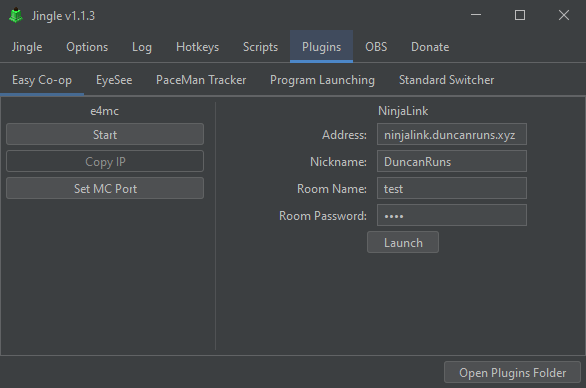 Jingle v1.1.3
Jingle Options Log Hotkeys Scripts Plugins OBS Donate
Easy Co-op EyeSee PaceMan Tracker Program Launching Standard Switcher
e4mc
Start
Copy IP
Set MC Port
NinjaLink
Address: ninjalink.duncanruns.xyz
Nickname: DuncanRuns
Room Name: test
Room Password: ••••
Launch
Open Plugins Folder